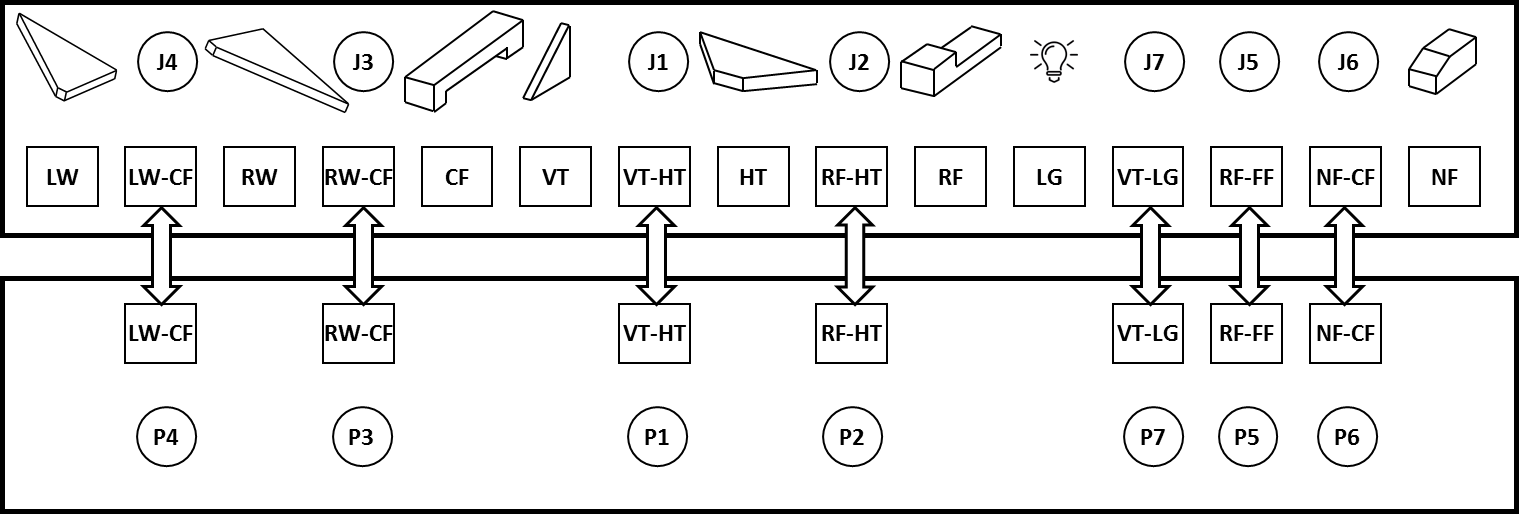 J4 J3 J1 J2 J7 J5 J6
LW LW-CF RW RW-CF CF VT VT-HT HT RF-HT RF LG VT-LG RF-FF NF-CF NF
LW-CF RW-CF VT-HT RF-HT VT-LG RF-FF NF-CF
P4 P3 P1 P2 P7 P5 P6